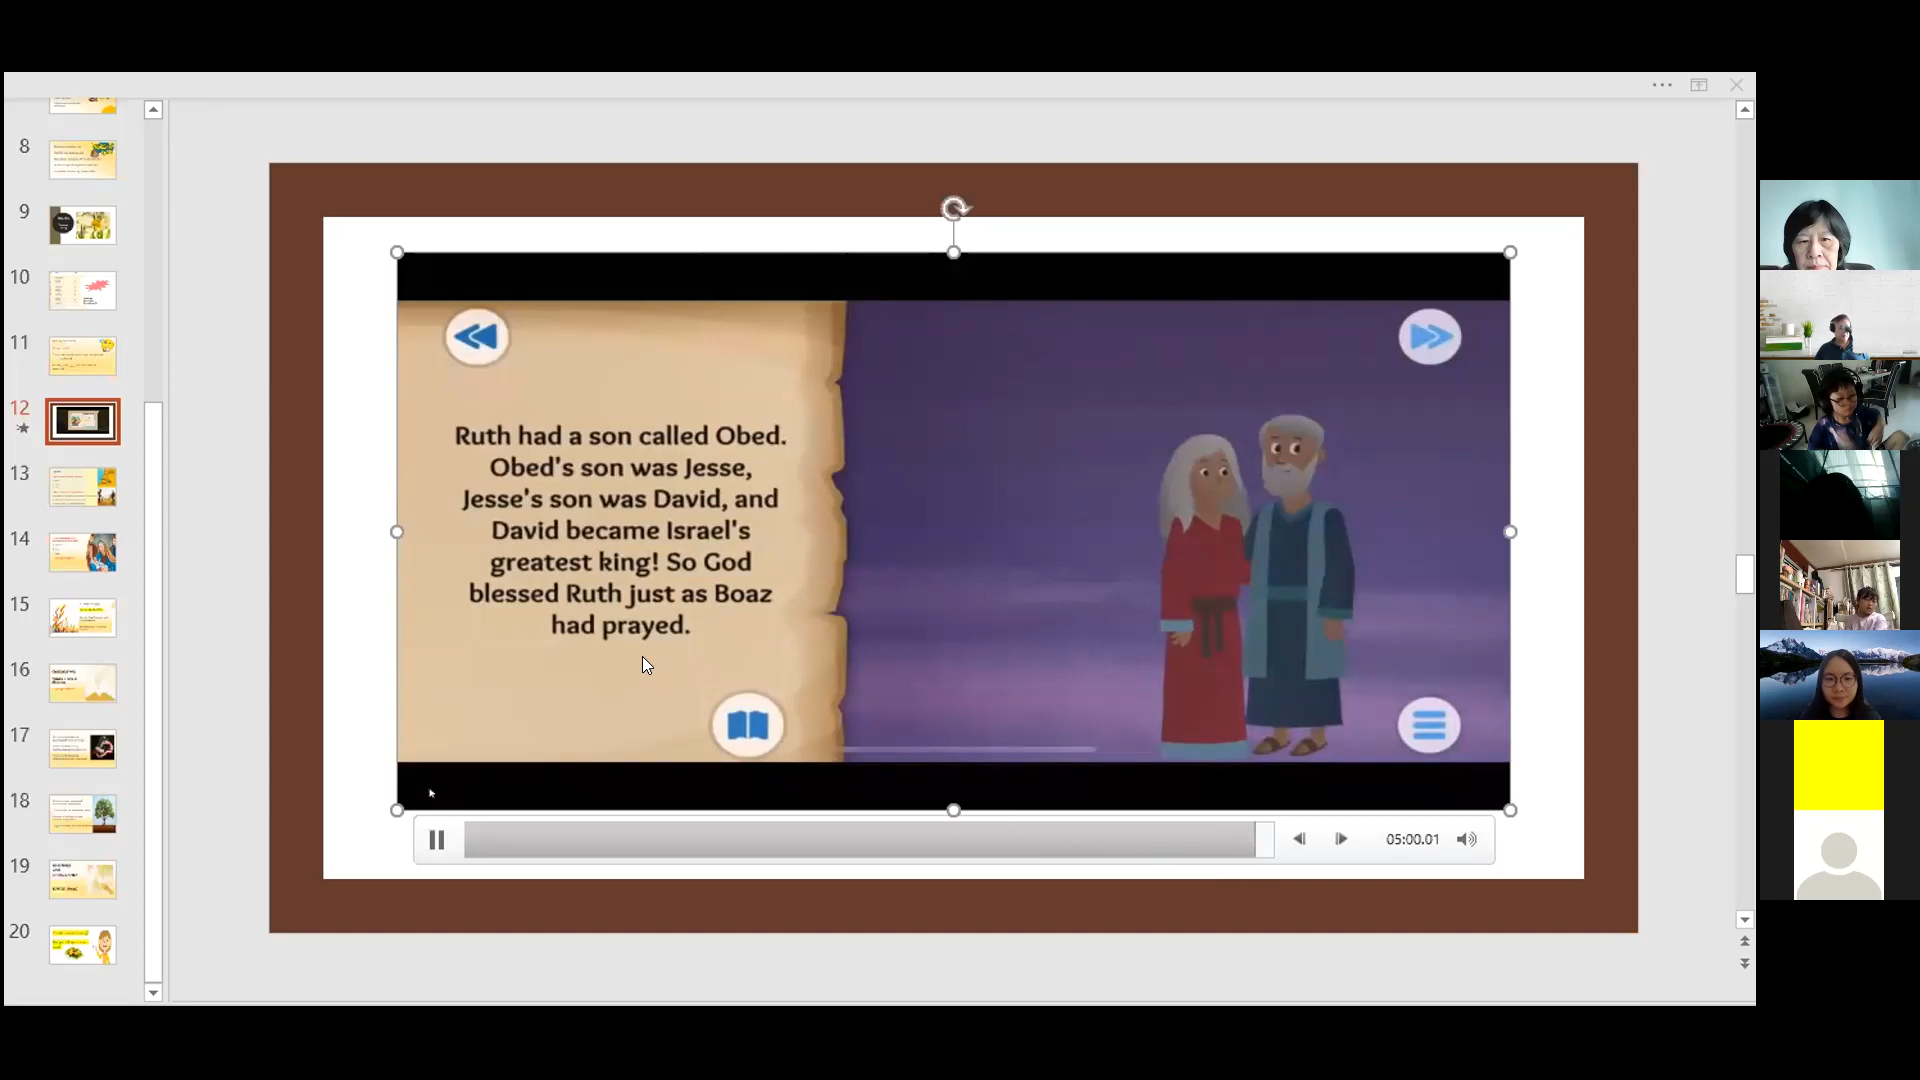 8
9
10
11
12
13
14
15
16
17
18
19
20
Ruth had a son called Obed.
Obed's son was Jesse,
Jesse's son was David, and
David became Israel's
greatest king! So God
blessed Ruth just as Boaz
had prayed.
05:00.01